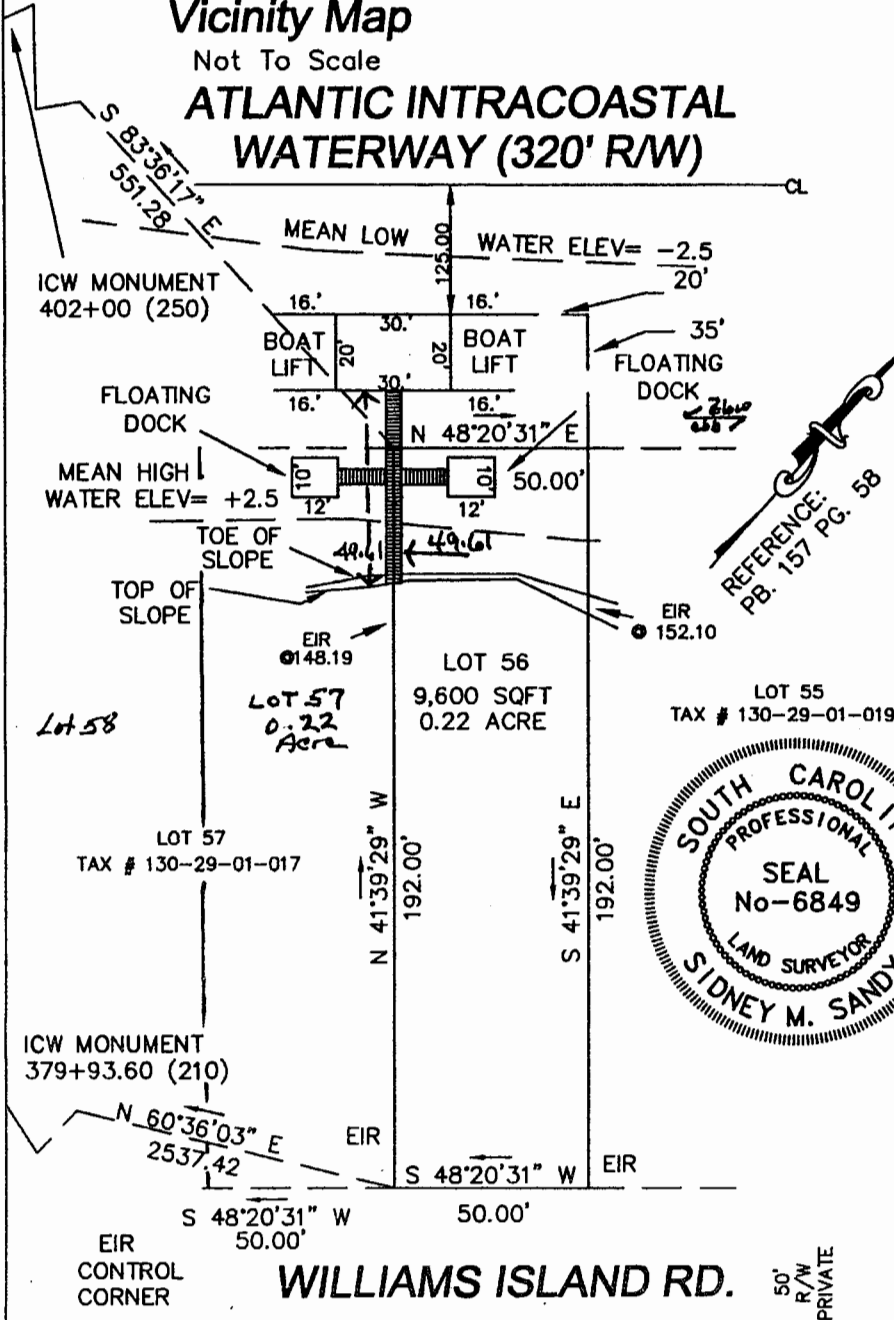 Vicinity Map
Not To Scale
ATLANTIC INTRACOASTAL
WATERWAY (320' R/W)
CL
S 83°36'17" E
551.28
MEAN LOW WATER ELEV= -2.5
125.00
20'
ICW MONUMENT
402+00 (250)
16.' 16.'
30.'
35'
BOAT
LIFT
20'
20'
BOAT
LIFT
FLOATING
DOCK
30.'
16.' 16.'
FLOATING
DOCK
N 48°20'31" E
50.00'
MEAN HIGH
WATER ELEV= +2.5
10'
12'
10'
12'
REFERENCE:
PB. 157 PG. 58
TOE OF
SLOPE
49.61 49.61
TOP OF
SLOPE
EIR
152.10
EIR
148.19
LOT 56
9,600 SQFT
0.22 ACRE
LOT 57
0.22
Acre
Lot 58
LOT 55
TAX # 130-29-01-019
LOT 57
TAX # 130-29-01-017
N 41°39'29" W
192.00'
S 41°39'29" E
192.00'
SOUTH
PROFESSIONAL
SEAL
No-6849
LAND SURVEYOR
SIDNEY M.
ICW MONUMENT
379+93.60 (210)
N 60°36'03" E
2537.42
EIR
S 48°20'31" W
EIR
50.00'
S 48°20'31" W
50.00'
EIR
CONTROL
CORNER
WILLIAMS ISLAND RD.
50'
R/W
PRIVATE